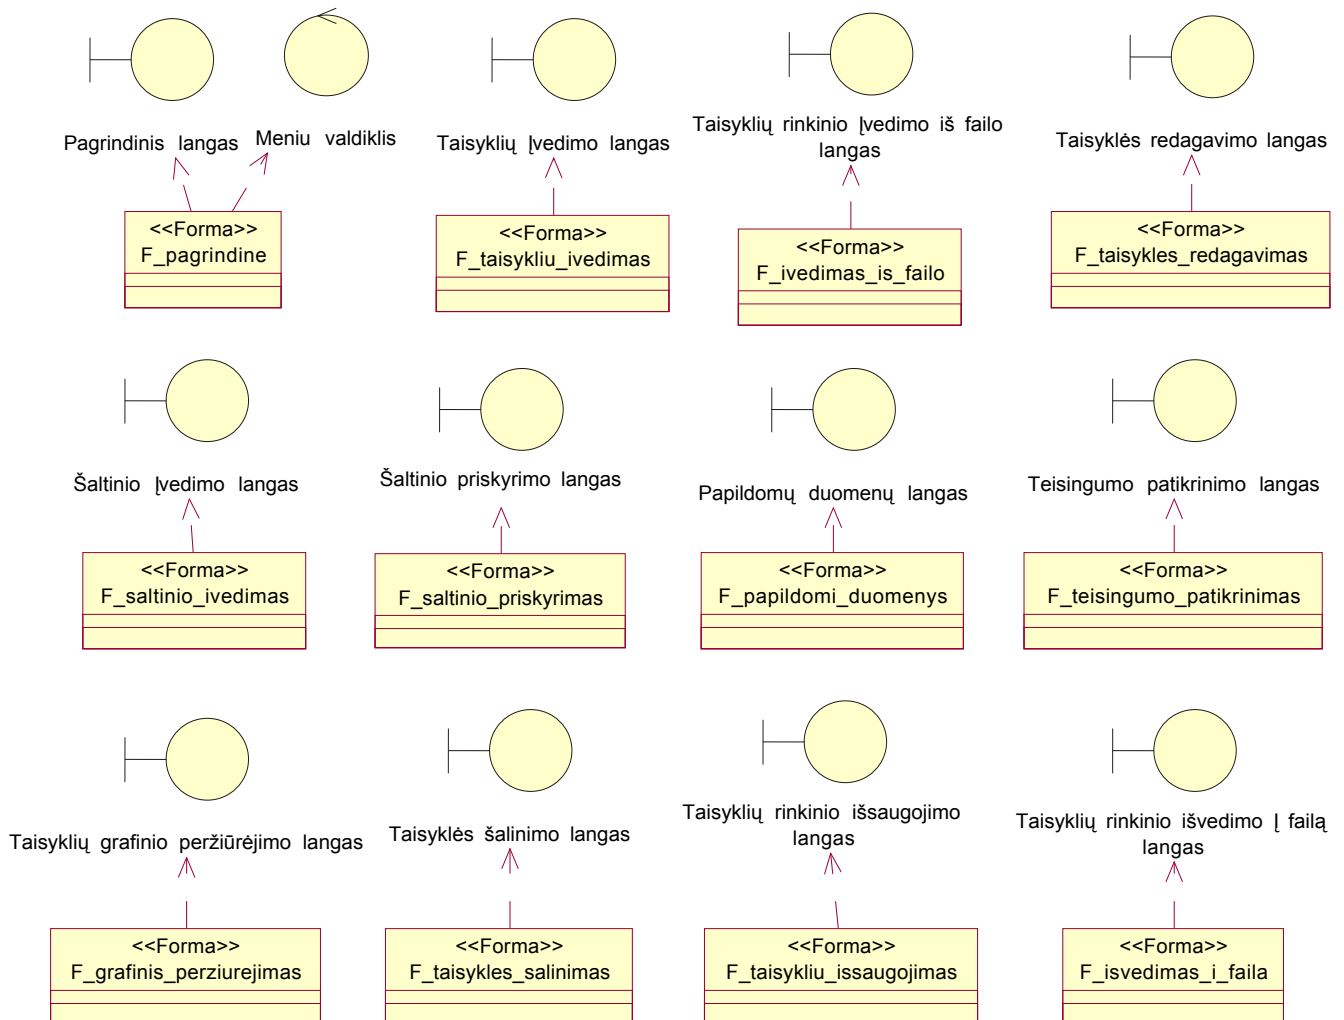 Pagrindinis langas
Meniu valdiklis
Taisyklių Įvedimo langas
Taisyklių rinkinio Įvedimo iš failo
langas
Taisyklės redagavimo langas
<<Forma>>
F_pagrindine
<<Forma>>
F_taisykliu_ivedimas
<<Forma>>
F_ivedimas_is_failo
<<Forma>>
F_taisykles_redagavimas
Šaltinio Įvedimo langas
Šaltinio priskyrimo langas
Papildomų duomenų langas
Teisingumo patikrinimo langas
<<Forma>>
F_saltinio_ivedimas
<<Forma>>
F_saltinio_priskyrimas
<<Forma>>
F_papildomi_duomenys
<<Forma>>
F_teisingumo_patikrinimas
Taisyklių grafinio peržiūrėjimo langas
Taisyklės šalinimo langas
Taisyklių rinkinio išsaugojimo
langas
Taisyklių rinkinio išvedimo Į failą
langas
<<Forma>>
F_grafinis_perziurejimas
<<Forma>>
F_taisykles_salinimas
<<Forma>>
F_taisykliu_issaugojimas
<<Forma>>
F_isvedimas_i_faila